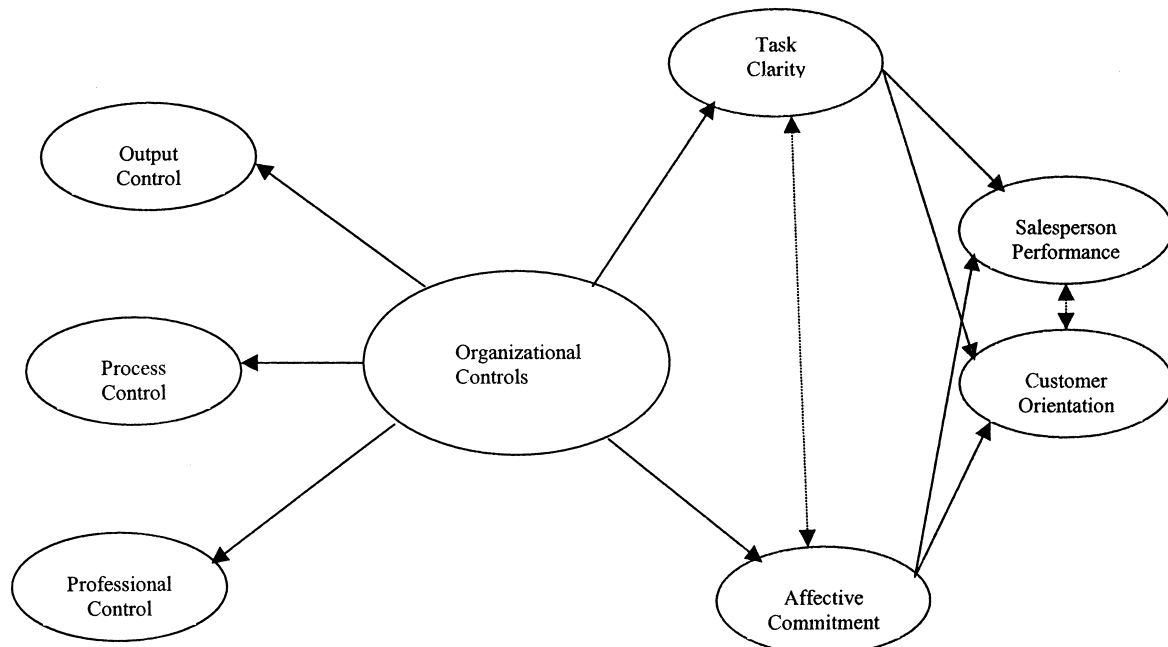 Task
Clarity
Output
Control
Salesperson
Performance
Process
Control
Organizational
Controls
Customer
Orientation
Professional
Control
Affective
Commitment